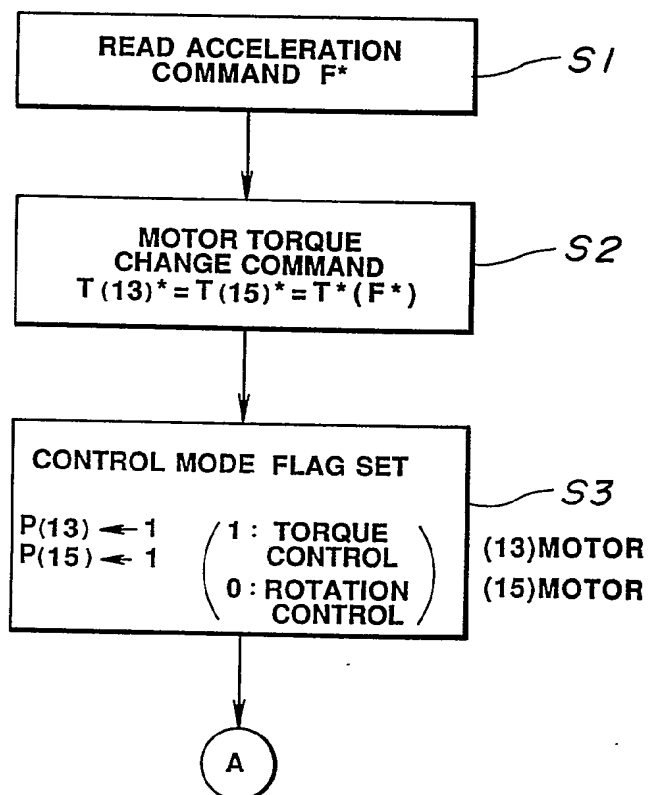 READ ACCELERATION
COMMAND F*
S1
MOTOR TORQUE
CHANGE COMMAND
T(13)*=T(15)*=T*(F*)
S2
CONTROL MODE FLAG SET
S3
P(13) ← 1
P(15) ← 1
1 : TORQUE
CONTROL
0 : ROTATION
CONTROL
(13)MOTOR
(15)MOTOR
A